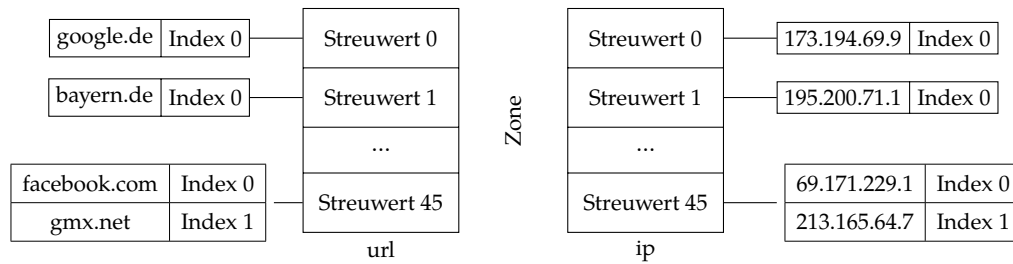 google.de Index 0 Streuwert 0 Streuwert 0 173.194.69.9 Index 0
bayern.de Index 0 Streuwert 1 Zone Streuwert 1 195.200.71.1 Index 0
... ...
facebook.com Index 0 Streuwert 45 Streuwert 45 69.171.229.1 Index 0
gmx.net Index 1 213.165.64.7 Index 1
url ip